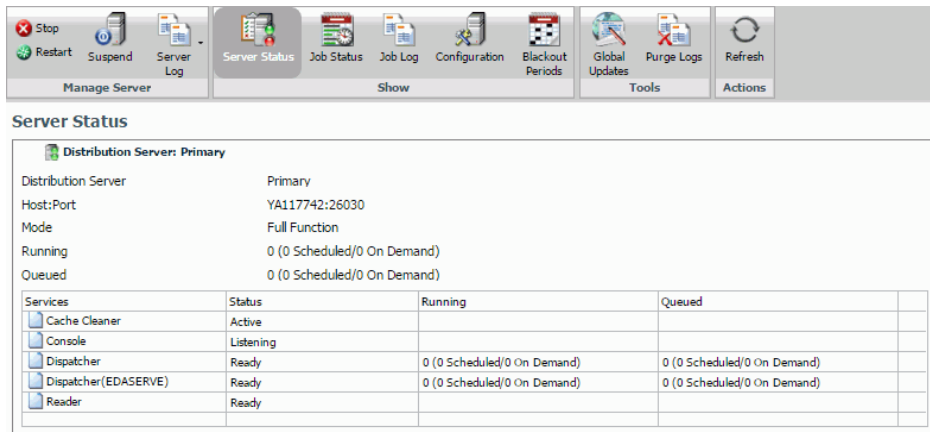 Stop
Restart
Suspend
Server Log
Manage Server
Server Status
Job Status
Job Log
Configuration
Blackout Periods
Show
Global Updates
Purge Logs
Tools
Refresh
Actions
Server Status
Distribution Server: Primary
Distribution Server Primary
Host:Port YA117742:26030
Mode Full Function
Running 0 (0 Scheduled/0 On Demand)
Queued 0 (0 Scheduled/0 On Demand)
Services Status Running Queued
Cache Cleaner Active
Console Listening
Dispatcher Ready 0 (0 Scheduled/0 On Demand) 0 (0 Scheduled/0 On Demand)
Dispatcher(EDASERVE) Ready 0 (0 Scheduled/0 On Demand) 0 (0 Scheduled/0 On Demand)
Reader Ready